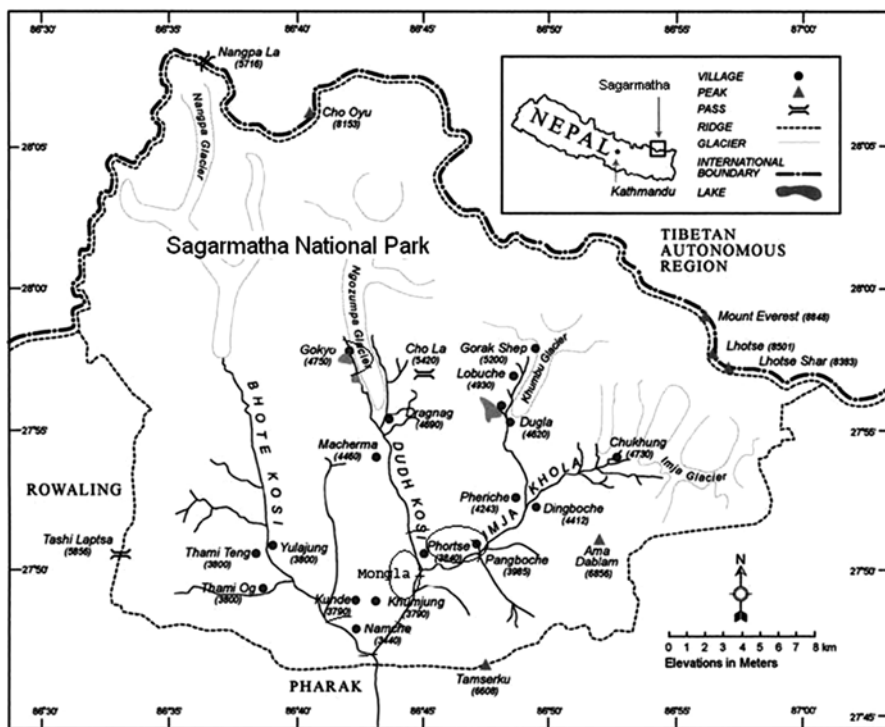 86°30'
86°35'
86°40'
86°45'
86°50'
86°55'
87°00'
Nangpa La
(5716)
Cho Oyu
(8153)
Nangpa Glacier
28°05'
28°05'
Sagarmatha
NEPAL
Kathmandu
VILLAGE
PEAK
PASS
RIDGE
GLACIER
INTERNATIONAL
BOUNDARY
LAKE
Sagarmatha National Park
TIBETAN
AUTONOMOUS
REGION
28°00'
28°00'
Ngozumpa Glacier
Mount Everest (8848)
Gokyo
(4750)
Cho La
(5420)
Gorak Shep
(5200)
Lobuche
(4930)
Khumbu Glacier
Lhotse (8501)
Lhotse Shar (8383)
BHOTE KOSI
Dragnag
(4690)
Dugla
(4620)
27°55'
27°55'
Macherma
(4460)
DUDH KOSI
Chukhung
(4730)
Imja Glacier
IMJA KHOLA
ROWALING
Pheriche
(4243)
Dingboche
(4412)
Tashi Laptsa
(5856)
Thami Teng
(3800)
Yulajung
(3800)
Phortse
(3840)
Pangboche
(3985)
Ama
Dablam
(6856)
27°50'
27°50'
Mongla
Thami Og
(3800)
Kunde
(3790)
Khumjung
(3790)
Namche
(3440)
N
0 1 2 3 4 5 6 7 8 km
Elevations in Meters
PHARAK
Tamserku
(6608)
86°30'
86°35'
86°40'
86°45'
86°50'
86°55'
87°00'
27°45'